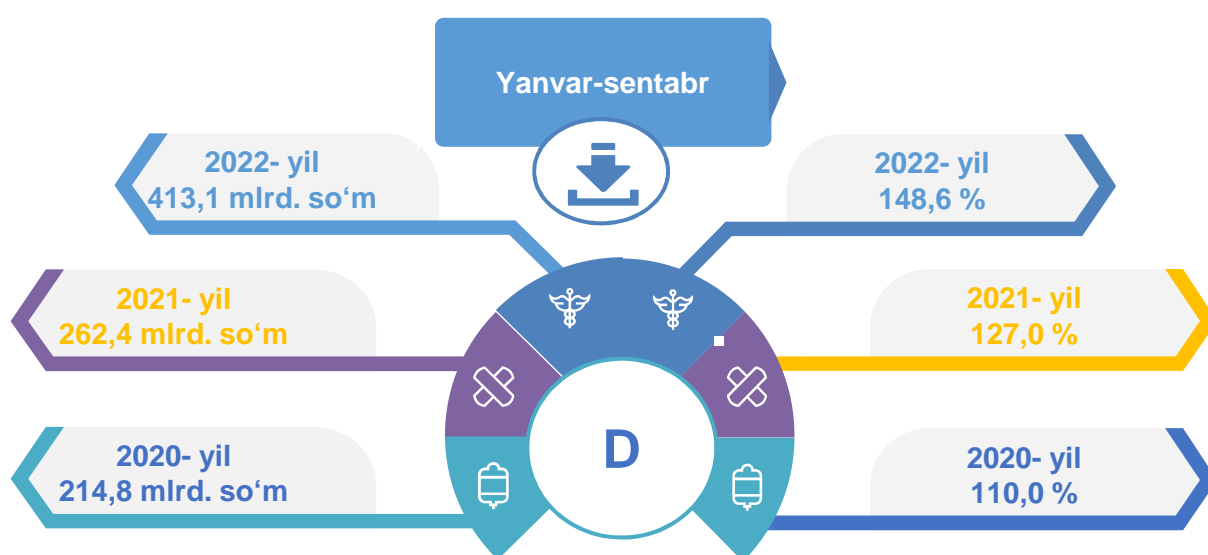 Yanvar-sentabr
2022- yil
413,1 mlrd. so‘m
2022- yil
148,6 %
2021- yil
262,4 mlrd. so‘m
2021- yil
127,0 %
2020- yil
214,8 mlrd. so‘m
D
2020- yil
110,0 %